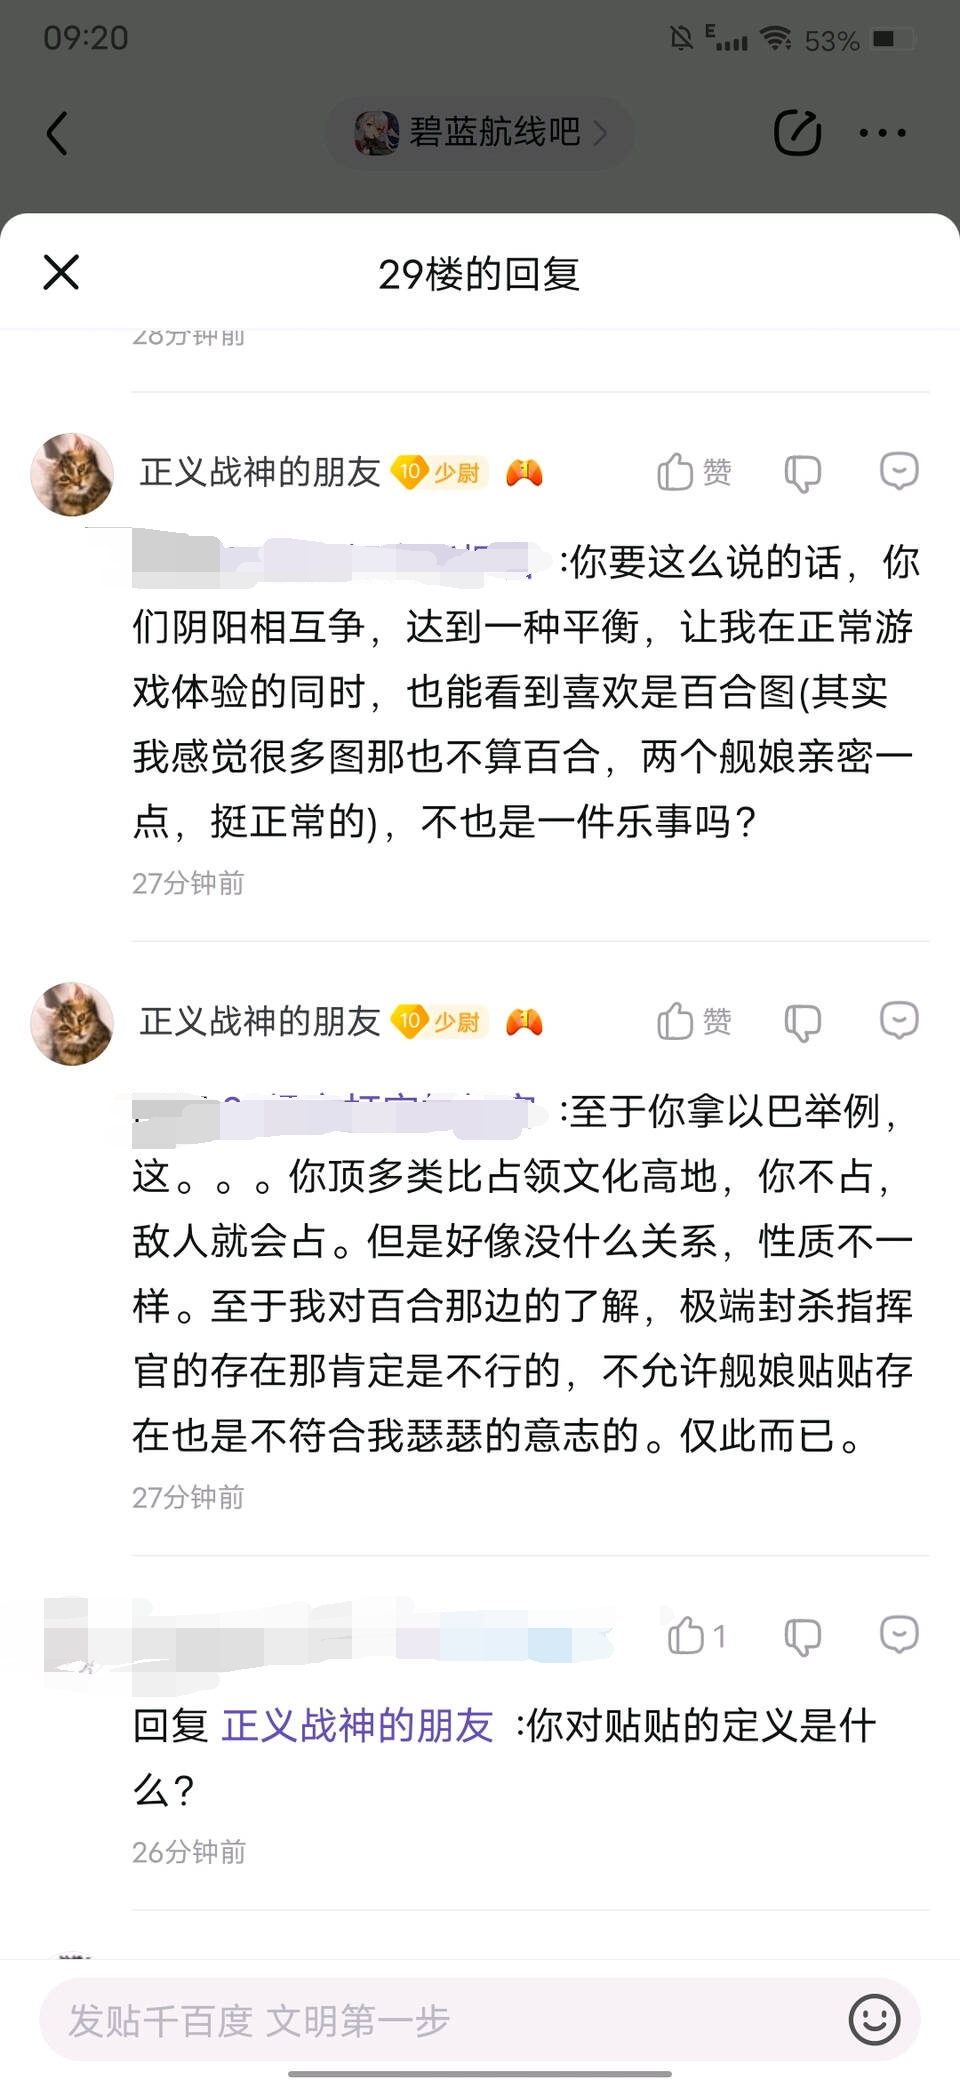 09:20
E
53%
碧蓝航线吧
29楼的回复
28分钟前
正义战神的朋友 10 少尉
赞
:你要这么说的话，你
们阴阳相互争，达到一种平衡，让我在正常游
戏体验的同时，也能看到喜欢是百合图(其实
我感觉很多图那也不算百合，两个舰娘亲密一
点，挺正常的)，不也是一件乐事吗？
27分钟前
正义战神的朋友 10 少尉
赞
:至于你拿以巴举例，
这。。。你顶多类比占领文化高地，你不占，
敌人就会占。但是好像没什么关系，性质不一
样。至于我对百合那边的了解，极端封杀指挥
官的存在那肯定是不行的，不允许舰娘贴贴存
在也是不符合我瑟瑟的意志的。仅此而已。
27分钟前
1
回复 正义战神的朋友 :你对贴贴的定义是什
么？
26分钟前
发贴千百度 文明第一步